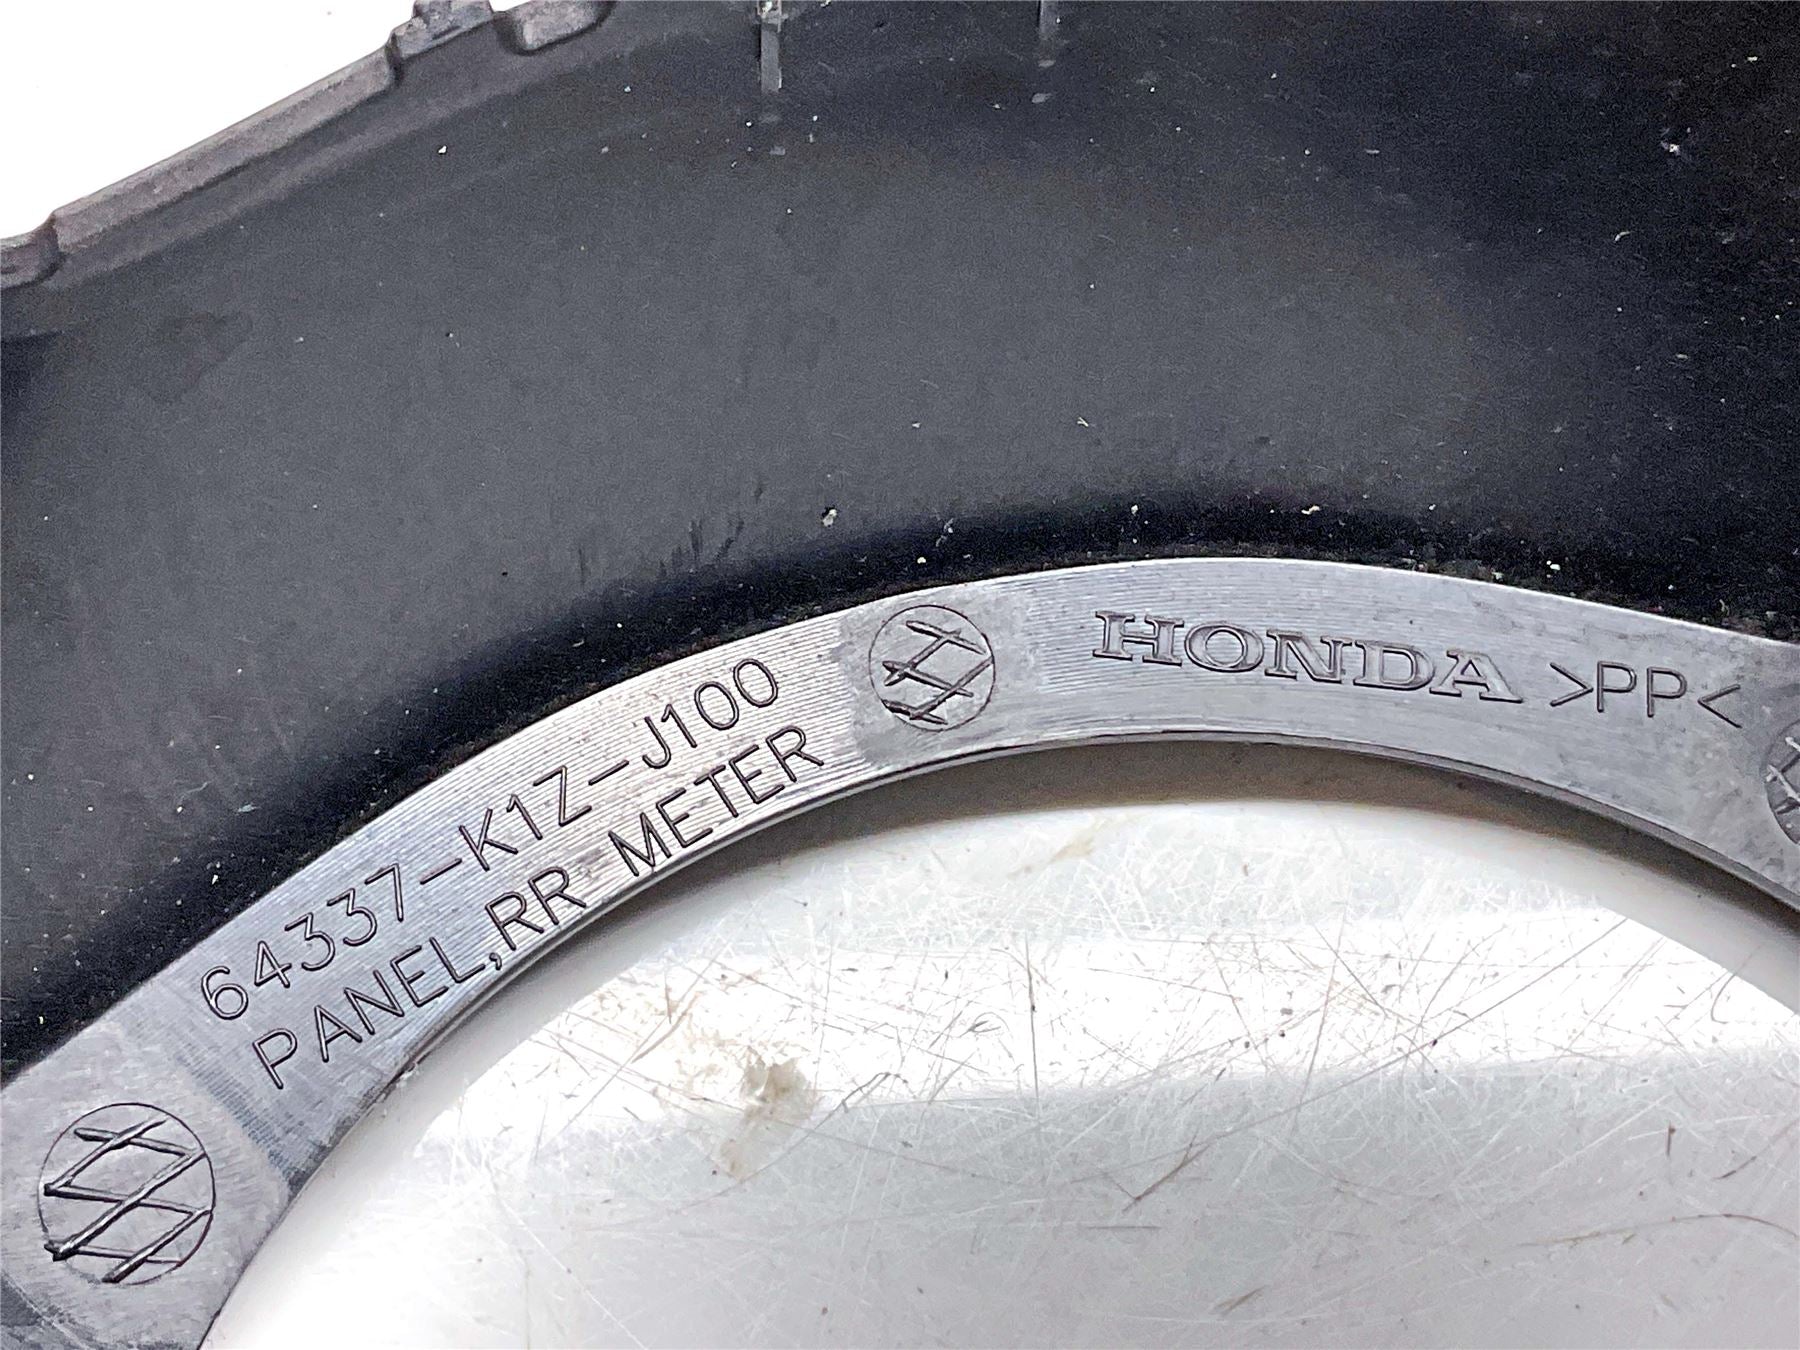 64337-K1Z-J100
PANEL,RR METER
HONDA >PP<